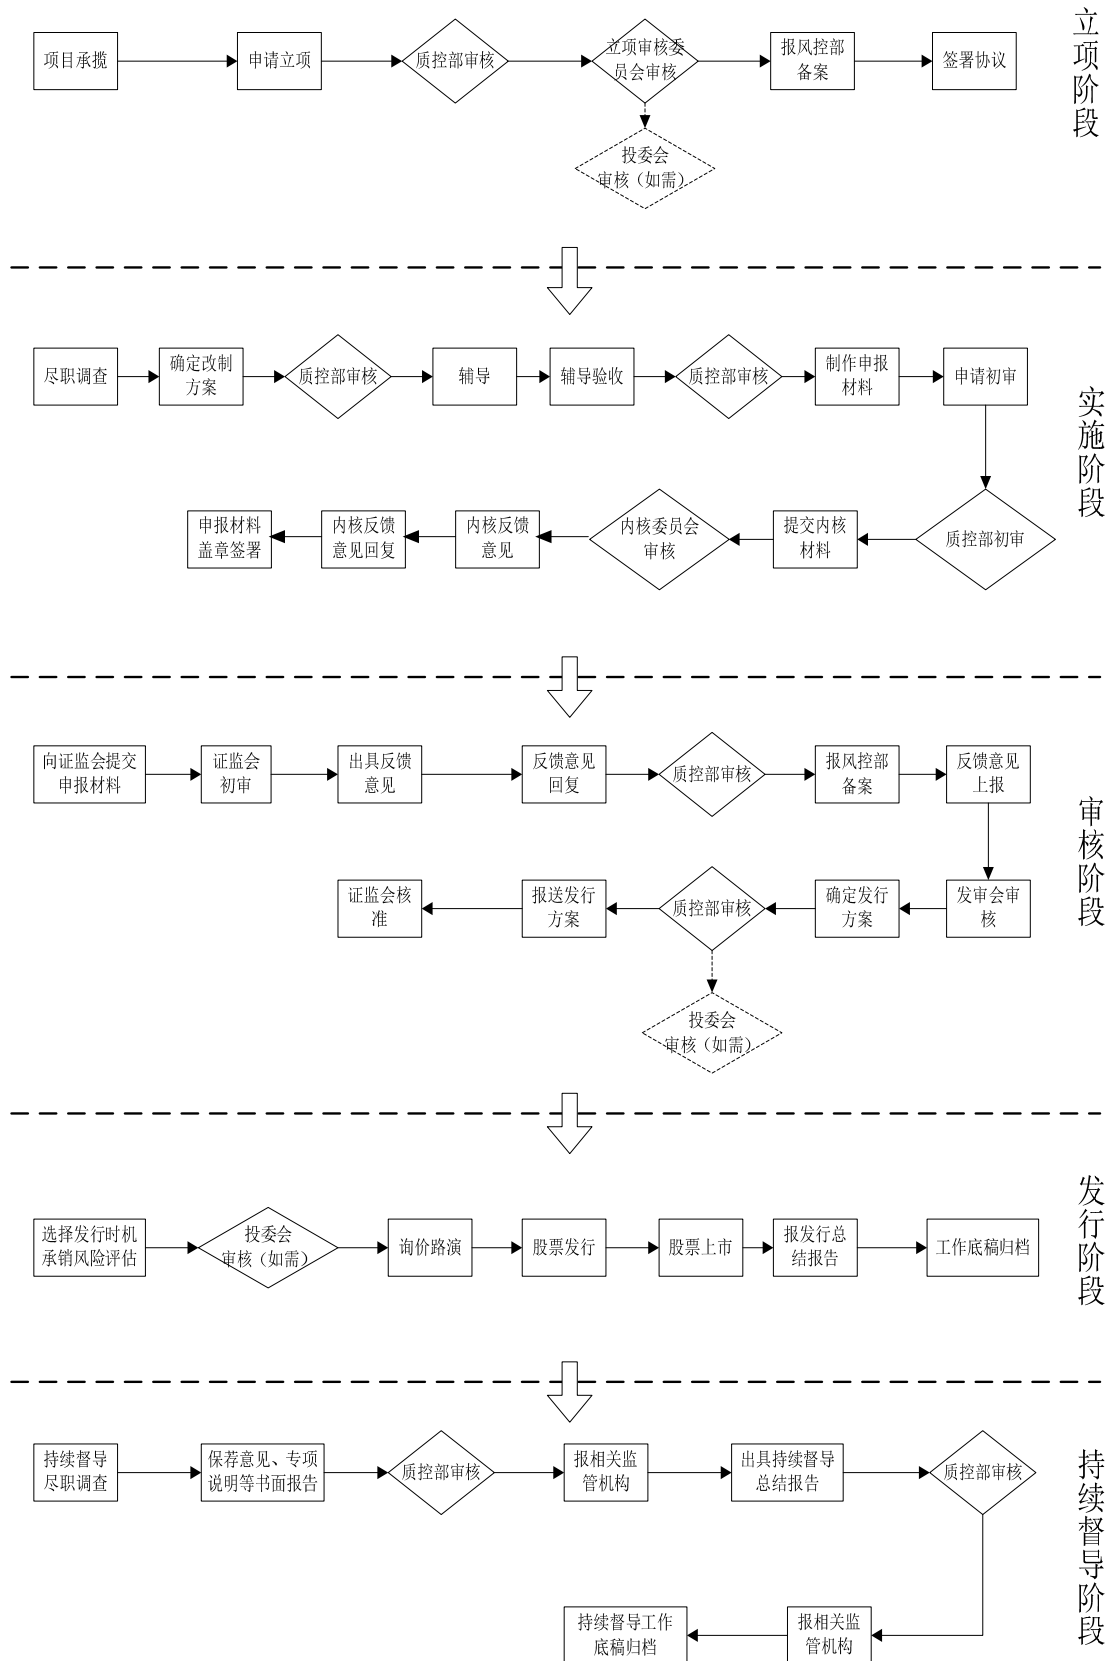 立项阶段
项目承揽
申请立项
质控部审核
立项审核委
员会审核
报风控部
备案
签署协议
投委会
审核（如需）
实施阶段
尽职调查
确定改制
方案
质控部审核
辅导
辅导验收
质控部审核
制作申报
材料
申请初审
质控部初审
提交内核
材料
内核委员会
审核
内核反馈
意见
内核反馈
意见回复
申报材料
盖章签署
审核阶段
向证监会提交
申报材料
证监会
初审
出具反馈
意见
反馈意见
回复
质控部审核
报风控部
备案
反馈意见
上报
发审会审
核
确定发行
方案
质控部审核
报送发行
方案
证监会核
准
投委会
审核（如需）
发行阶段
选择发行时机
承销风险评估
投委会
审核（如需）
询价路演
股票发行
股票上市
报发行总
结报告
工作底稿归档
持续督导阶段
持续督导
尽职调查
保荐意见、专项
说明等书面报告
质控部审核
报相关监
管机构
出具持续督导
总结报告
质控部审核
报相关监
管机构
持续督导工作
底稿归档